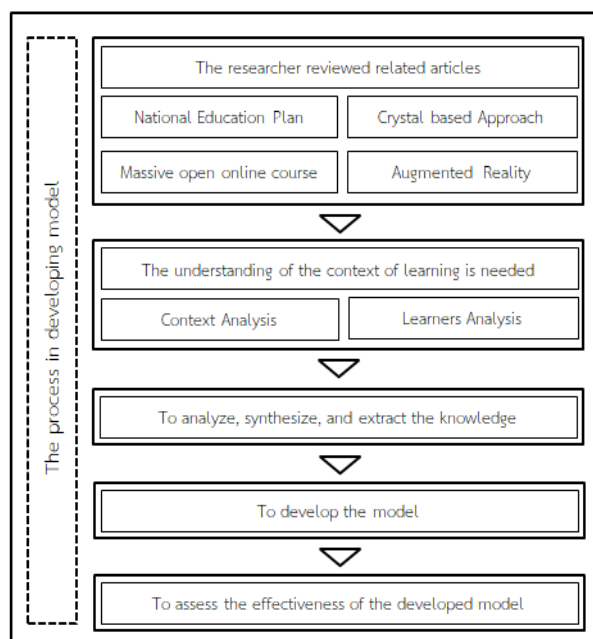 The process in developing model
The researcher reviewed related articles
National Education Plan
Crystal based Approach
Massive open online course
Augmented Reality
The understanding of the context of learning is needed
Context Analysis
Learners Analysis
To analyze, synthesize, and extract the knowledge
To develop the model
To assess the effectiveness of the developed model